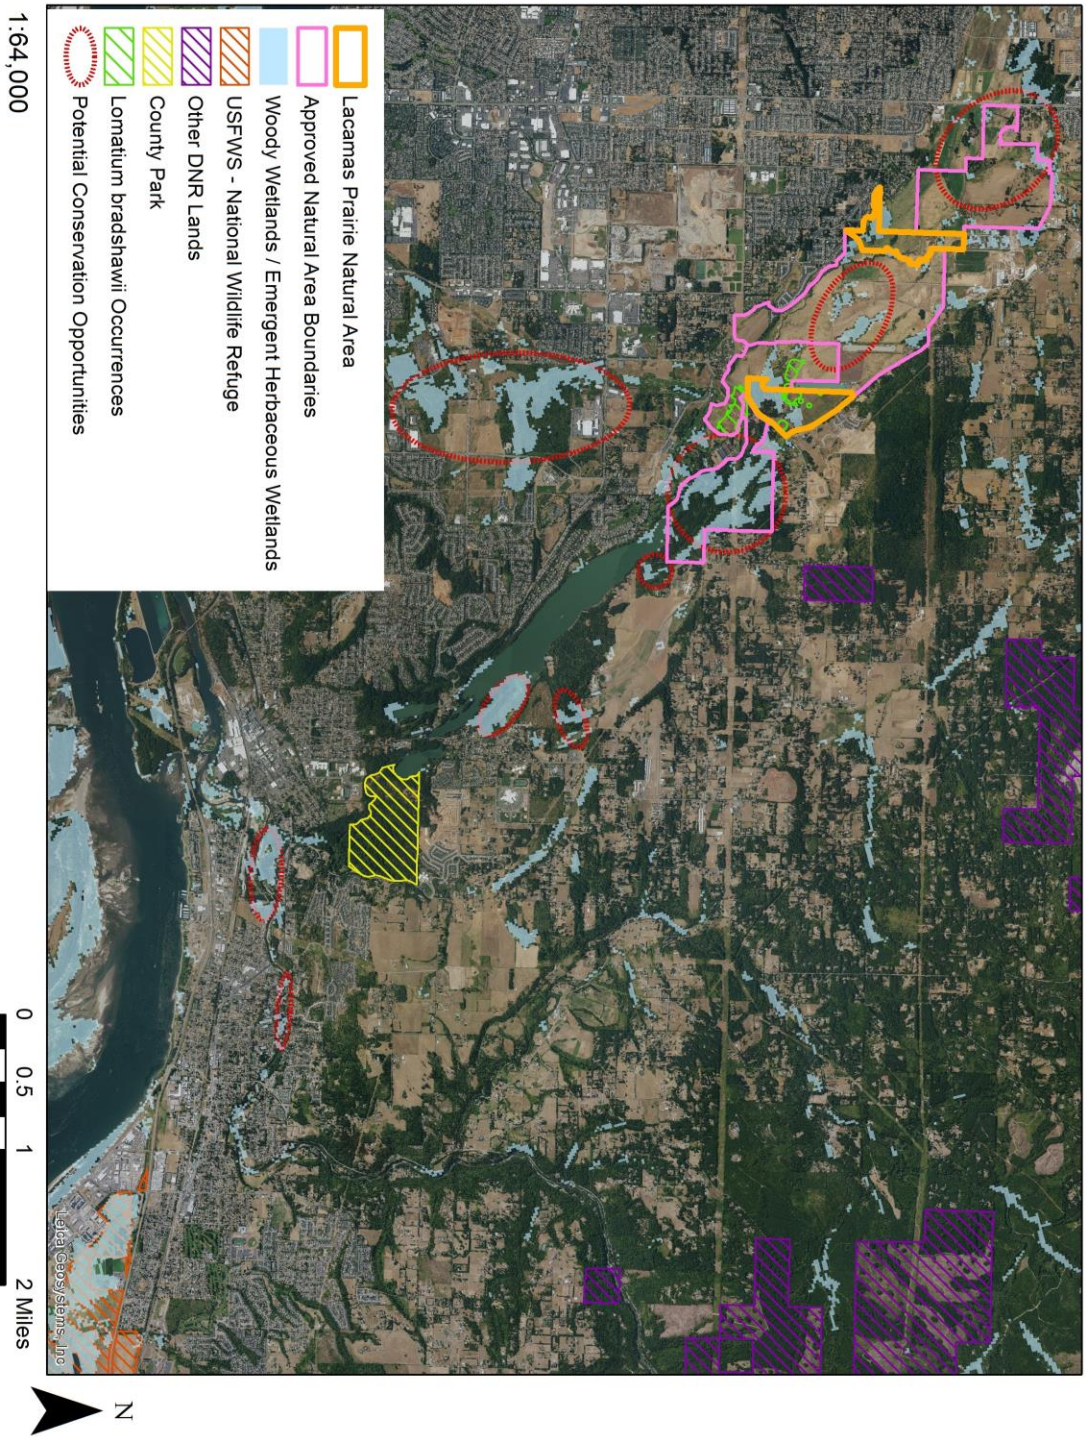 Lacamas Prairie Natural Area
Approved Natural Area Boundaries
Woody Wetlands / Emergent Herbaceous Wetlands
USFWS - National Wildlife Refuge
Other DNR Lands
County Park
Lomatium bradshawii Occurrences
Potential Conservation Opportunities
Leica Geosystems, Inc
1:64,000
0 0.5 1 2 Miles
N